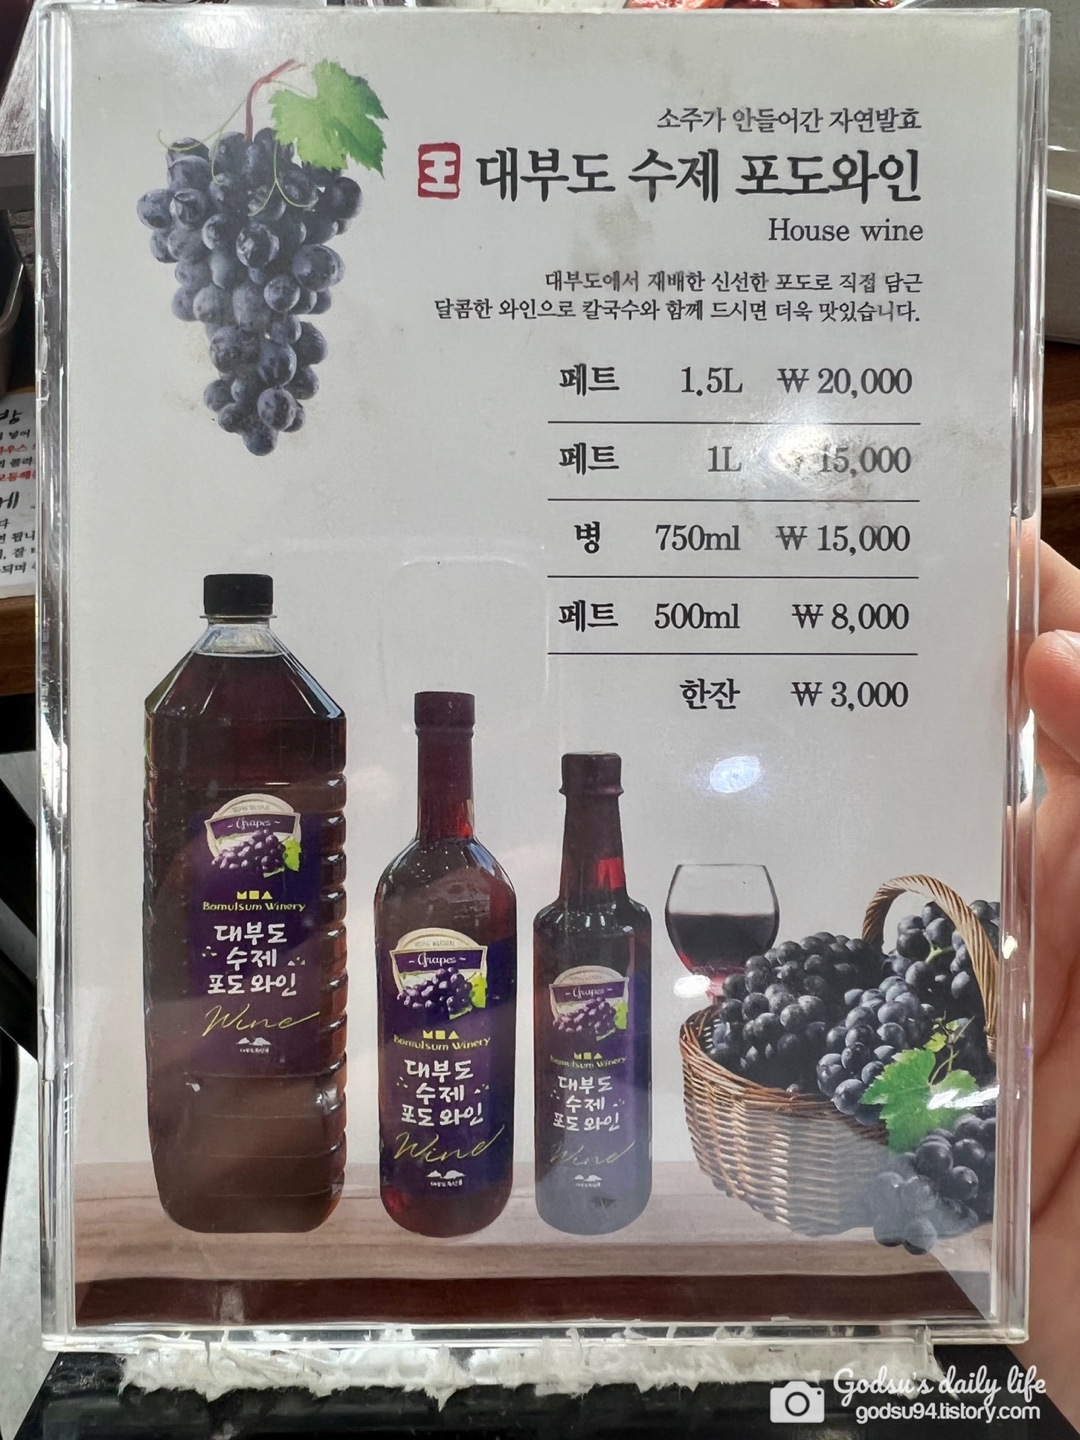 소주가 안들어간 자연발효
王 대부도 수제 포도와인
House wine
대부도에서 재배한 신선한 포도로 직접 담근
달콤한 와인으로 칼국수와 함께 드시면 더욱 맛있습니다.
페트 1.5L ₩ 20,000
페트 1L ₩ 15,000
병 750ml ₩ 15,000
페트 500ml ₩ 8,000
한잔 ₩ 3,000
Grapes
Bomulsum Winery
대부도
수제
포도와인
Wine
Grapes
Bomulsum Winery
대부도
수제
포도와인
Wine
Grapes
Bomulsum Winery
대부도
수제
포도와인
Wine
Godsu's daily life
godsu94.tistory.com